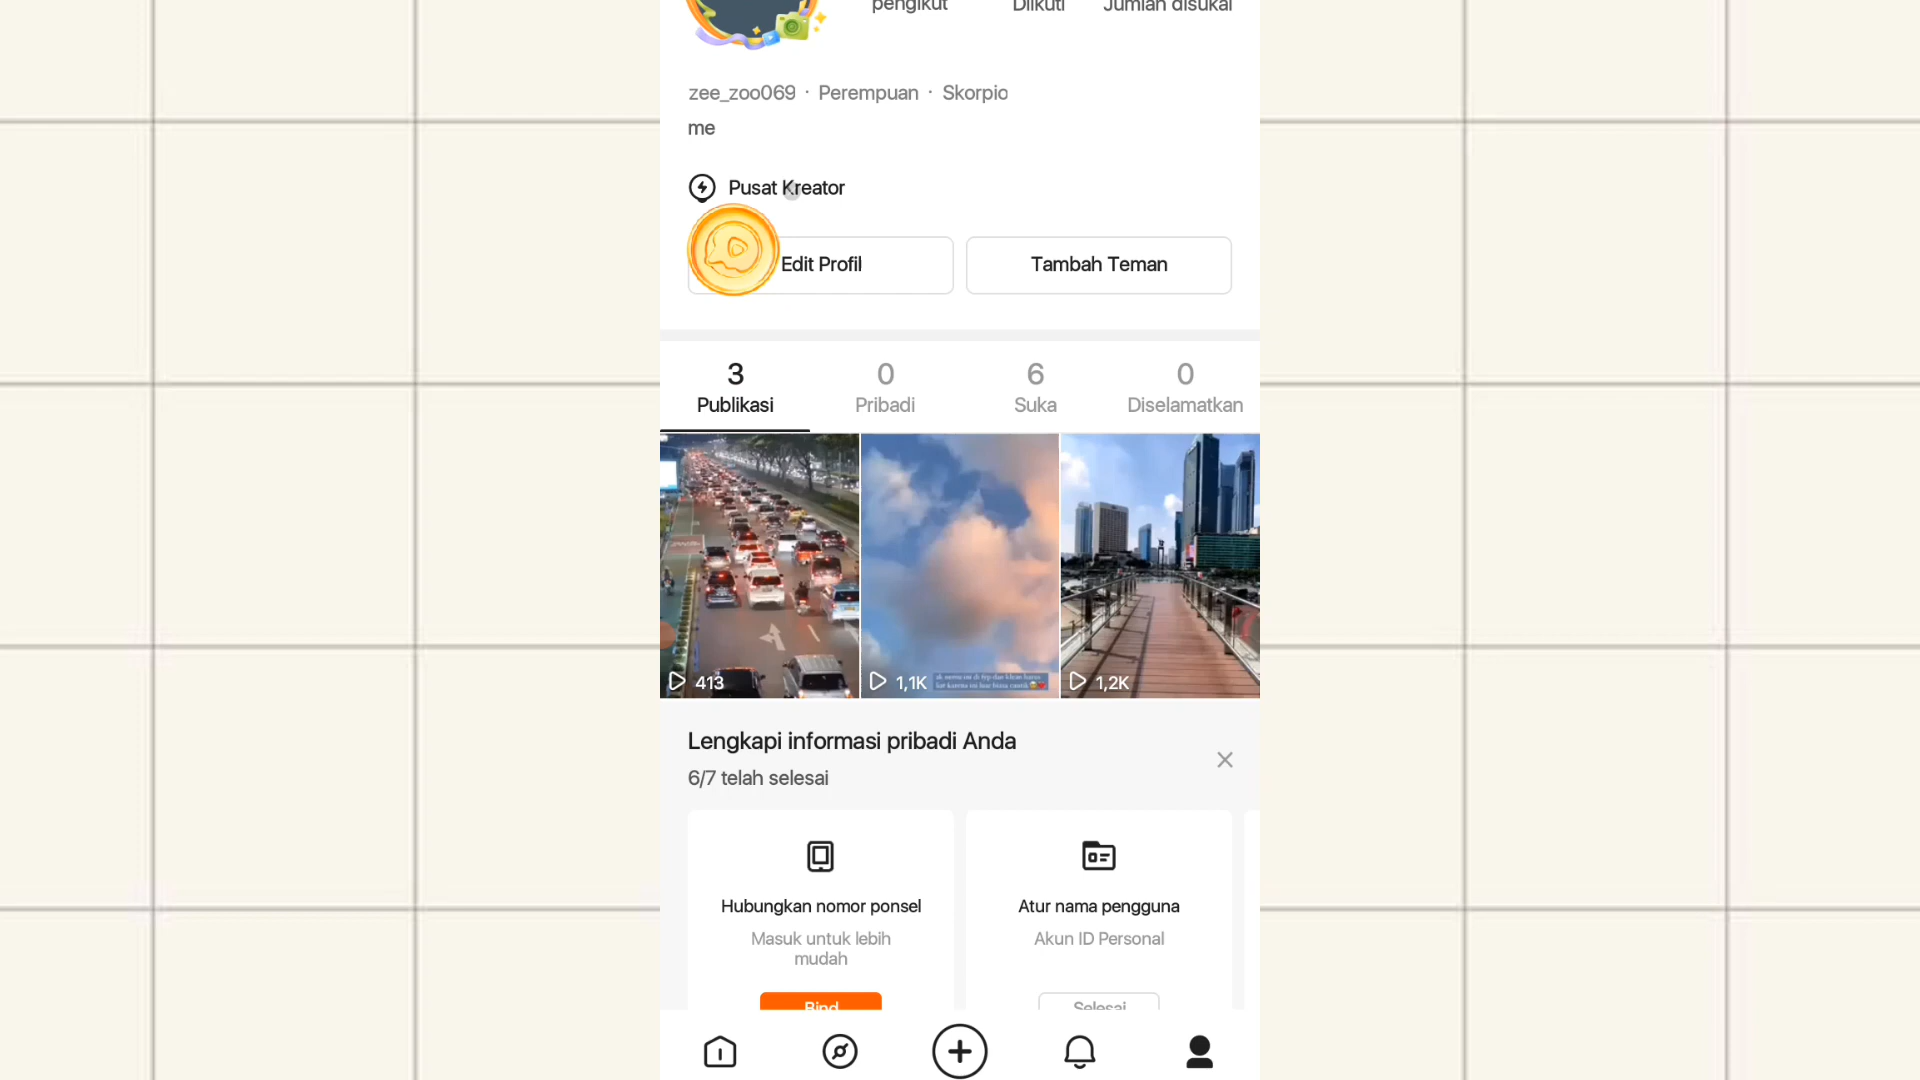 pengikut Diikuti Jumlah disukai
zee_zoo069 · Perempuan · Skorpio
me
Pusat Kreator
Edit Profil Tambah Teman
3 0 6 0
Publikasi Pribadi Suka Diselamatkan
413 1,1K 1,2K
Lengkapi informasi pribadi Anda
6/7 telah selesai
Hubungkan nomor ponsel Atur nama pengguna
Masuk untuk lebih Akun ID Personal
mudah
Bind Selesai